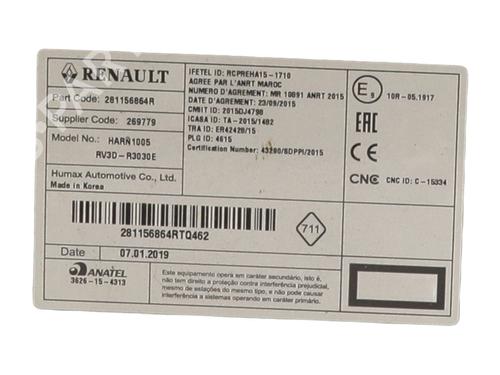 RENAULT
Part Code: 281156864R
Supplier Code: 269779
Model: HARN1005
RV3D-R3030E
Humax Automotive Co., Ltd.
Made in Korea
IFETEL ID: RCPREHA15-1710
AGREE PAR L'ANRT MAROC
NUMERO D'AGREMENT: MR 10891 ANRT 2015
DATE D'AGREMENT: 23/09/2015
CMIIT ID: 2015DJ4798
ICASA ID: TA-2015/1482
TRA ID: ER42428/15
PLG ID: 4615
Certification Number: 43290/SDPPI/2015
E9
10R-05.1917
EAC
CE
CNC CNC ID: C-15334
281156864RTQ462
711
Date 07.01.2019
ANATEL
3626-15-4313
Este equipamento opera em caráter secundário, isto é,
não tem direito a proteção contra interferência prejudicial,
mesmo de estações do mesmo tipo, e não pode causar
interferência a sistemas operando em caráter primário.